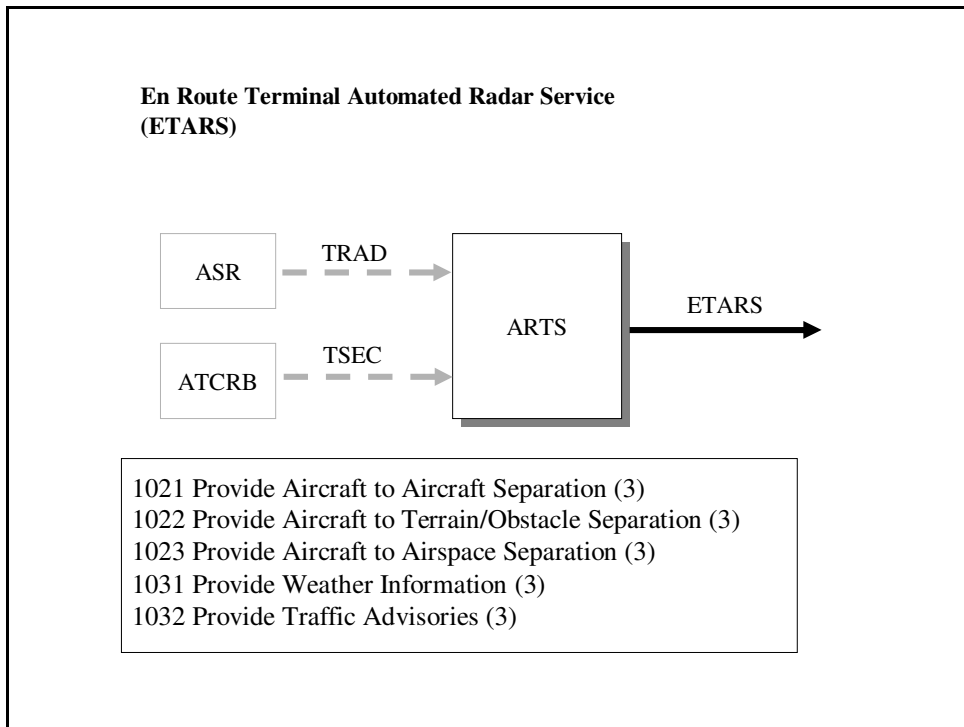 En Route Terminal Automated Radar Service
(ETARS)
ASR
TRAD
ATCRB
TSEC
ARTS
ETARS
1021 Provide Aircraft to Aircraft Separation (3)
1022 Provide Aircraft to Terrain/Obstacle Separation (3)
1023 Provide Aircraft to Airspace Separation (3)
1031 Provide Weather Information (3)
1032 Provide Traffic Advisories (3)